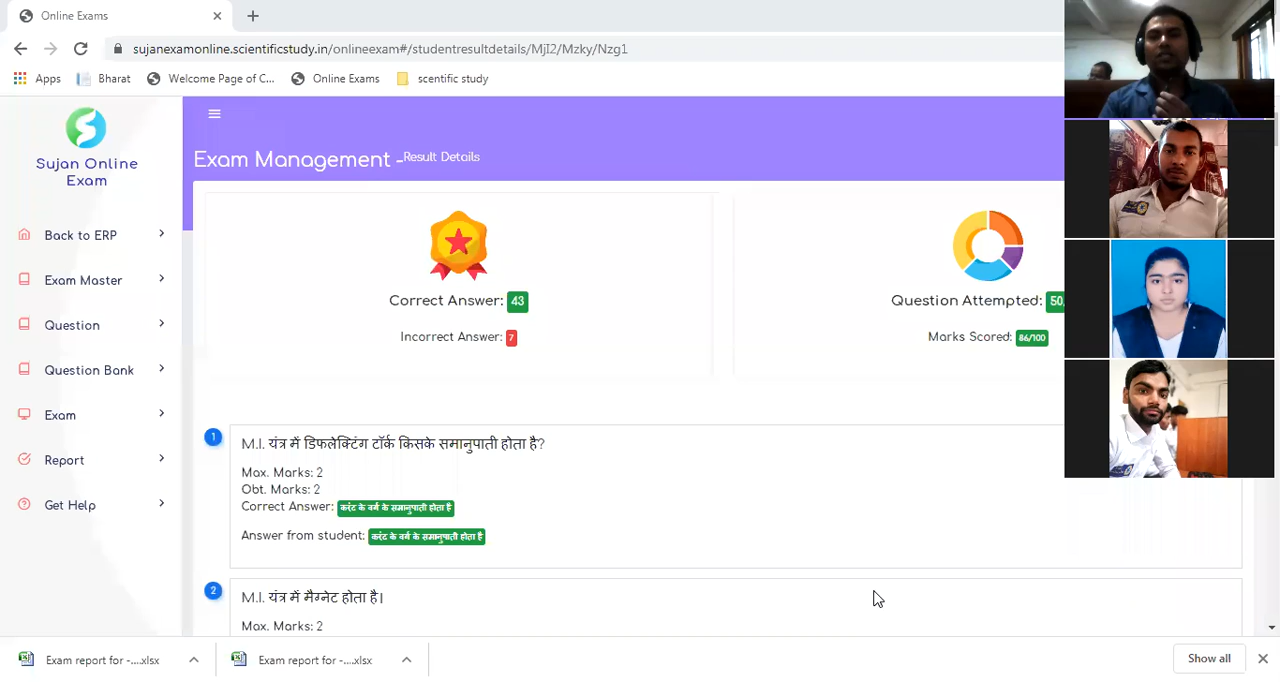 Online Exams
sujanexamonline.scientificstudy.in/onlineexam#/studentresultdetails/MjI2/Mzky/Nzg1
Apps Bharat Welcome Page of C... Online Exams scentific study
Sujan Online
Exam
Back to ERP
Exam Master
Question
Question Bank
Exam
Report
Get Help
Exam Management -Result Details
Correct Answer: 43
Incorrect Answer: 7
Question Attempted: 50
Marks Scored: 86/100
1
M.I. यंत्र में डिफलेक्टिंग टॉर्क किसके समानुपाती होता है?
Max. Marks: 2
Obt. Marks: 2
Correct Answer: करंट के वर्ग के समानुपाती होता है
Answer from student: करंट के वर्ग के समानुपाती होता है
2
M.I. यंत्र में मैग्नेट होता है।
Max. Marks: 2
Exam report for -....xlsx Exam report for -....xlsx Show all